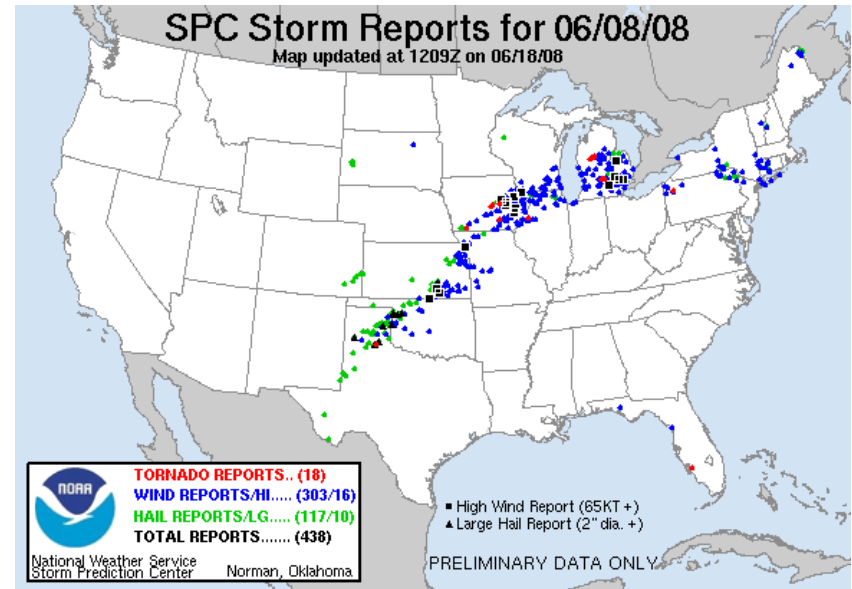 SPC Storm Reports for 06/08/08
Map updated at 1209Z on 06/18/08
NOAA
TORNADO REPORTS.. (18)
WIND REPORTS/HI..... (303/16)
HAIL REPORTS/LG..... (117/10)
TOTAL REPORTS....... (438)
National Weather Service
Storm Prediction Center Norman, Oklahoma
High Wind Report (65KT +)
Large Hail Report (2" dia. +)
PRELIMINARY DATA ONLY